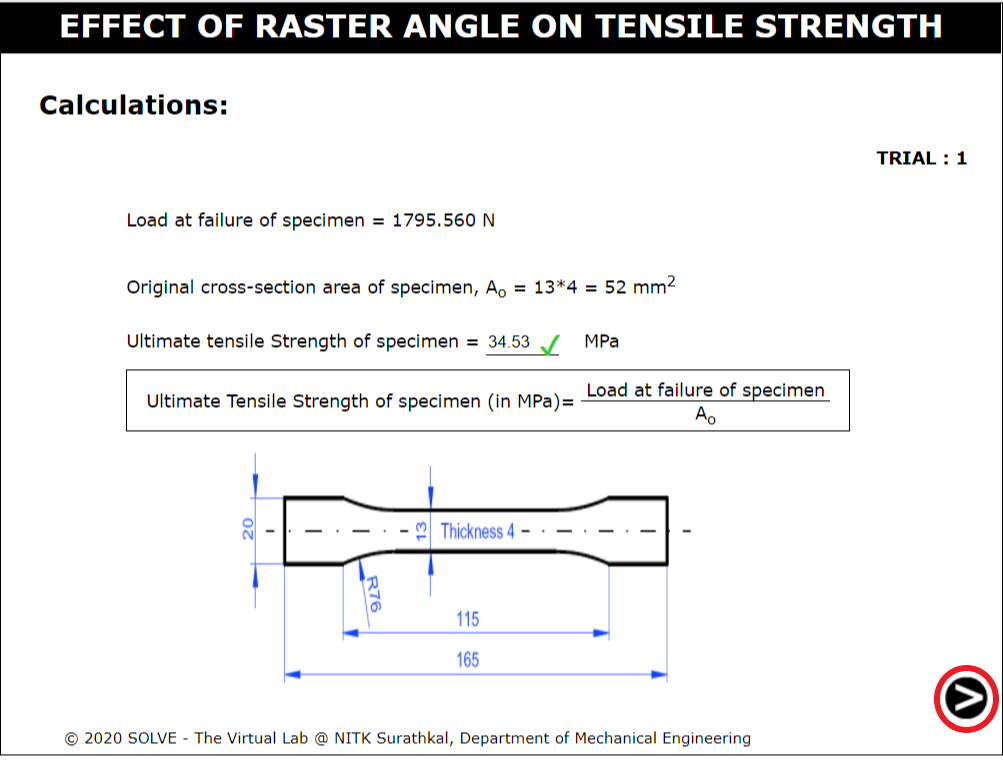 EFFECT OF RASTER ANGLE ON TENSILE STRENGTH
Calculations:
TRIAL : 1
Load at failure of specimen = 1795.560 N
Original cross-section area of specimen, Aₒ = 13*4 = 52 mm²
Ultimate tensile Strength of specimen = 34.53 ✓ MPa
Ultimate Tensile Strength of specimen (in MPa)= Load at failure of specimen
Aₒ
20
13
Thickness 4
R76
115
165
>
© 2020 SOLVE - The Virtual Lab @ NITK Surathkal, Department of Mechanical Engineering